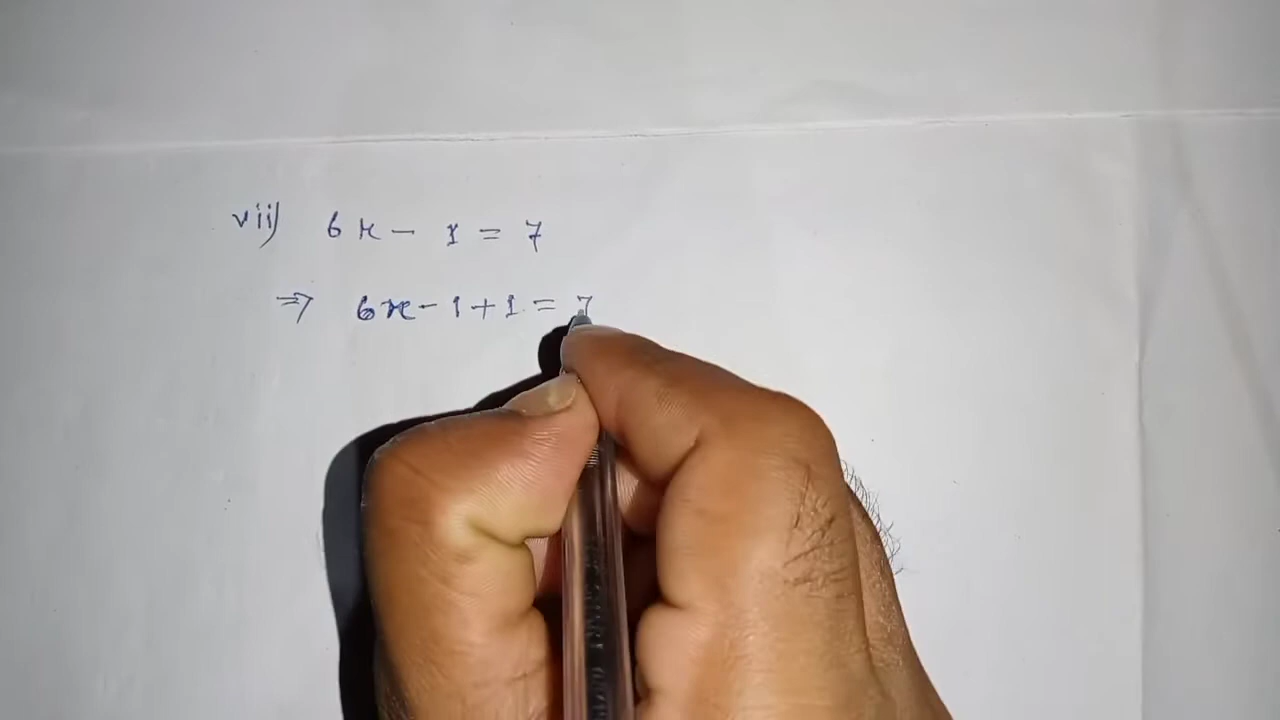 vii) 6x - 1 = 7
⇒ 6x - 1 + 1 = 7